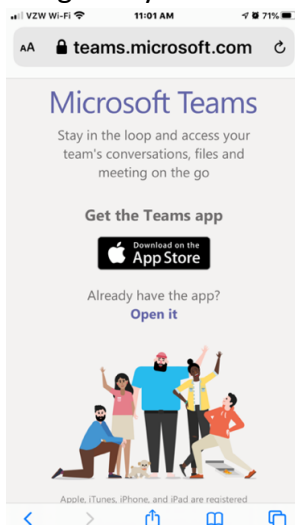 VZW Wi-Fi 11:01 AM 71%
AA teams.microsoft.com
Microsoft Teams
Stay in the loop and access your
team's conversations, files and
meeting on the go
Get the Teams app
Download on the
App Store
Already have the app?
Open it
Apple, iTunes, iPhone, and iPad are registered